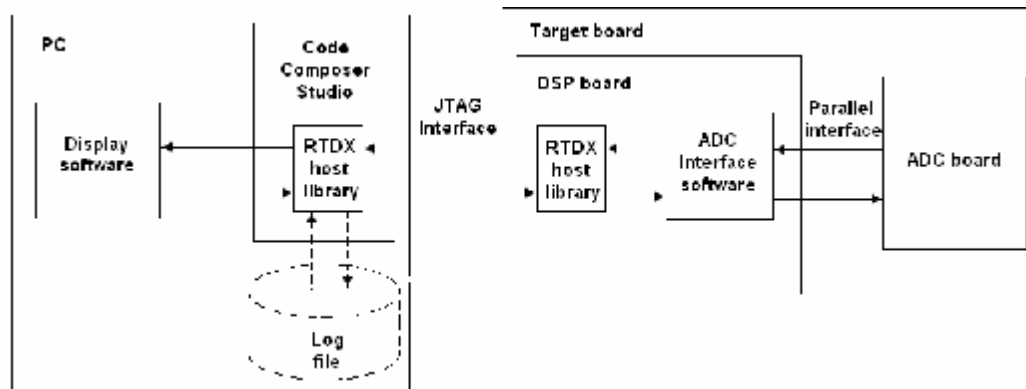 PC
Code
Composer
Studio
Display
software
RTDX
host
library
Log
file
JTAG
Interface
Target board
DSP board
RTDX
host
library
ADC
Interface
software
Parallel
interface
ADC board